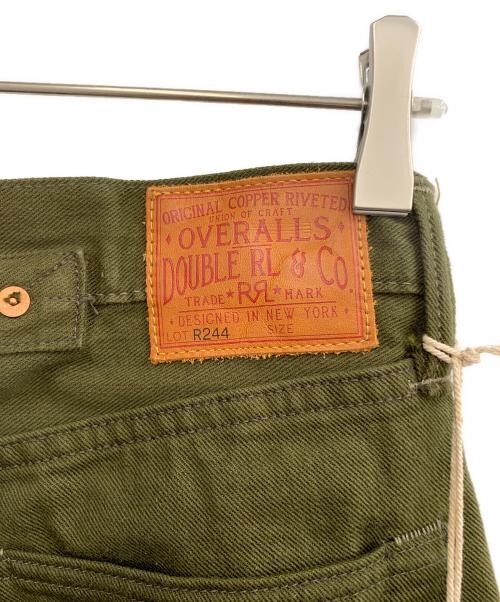 ORIGINAL COPPER RIVETED
UNION OF CRAFT
OVERALLS
DOUBLE RL & Co.
TRADE ★ RRL ★ MARK
• DESIGNED IN NEW YORK •
LOT R244 SIZE